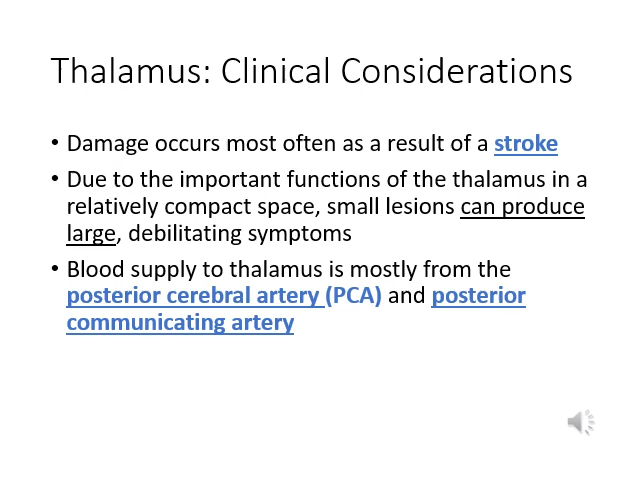 Thalamus: Clinical Considerations
• Damage occurs most often as a result of a stroke
• Due to the important functions of the thalamus in a
relatively compact space, small lesions can produce
large, debilitating symptoms
• Blood supply to thalamus is mostly from the
posterior cerebral artery (PCA) and posterior
communicating artery